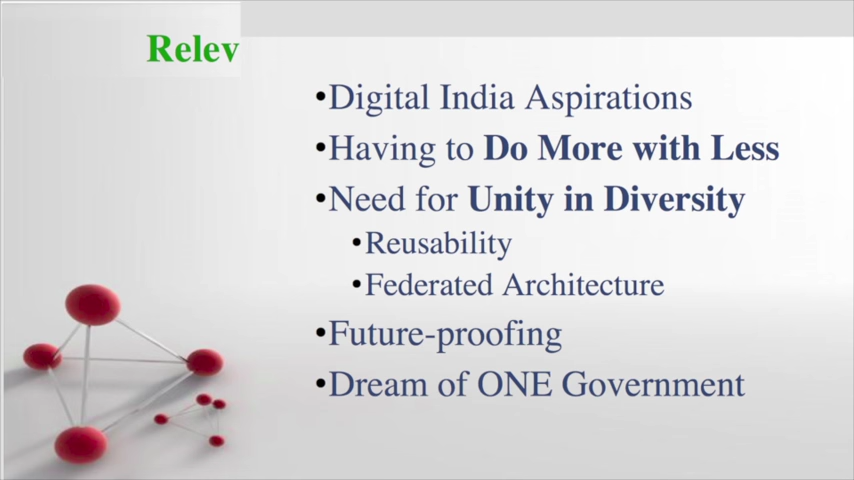 Relev
•Digital India Aspirations
•Having to Do More with Less
•Need for Unity in Diversity
•Reusability
•Federated Architecture
•Future-proofing
•Dream of ONE Government